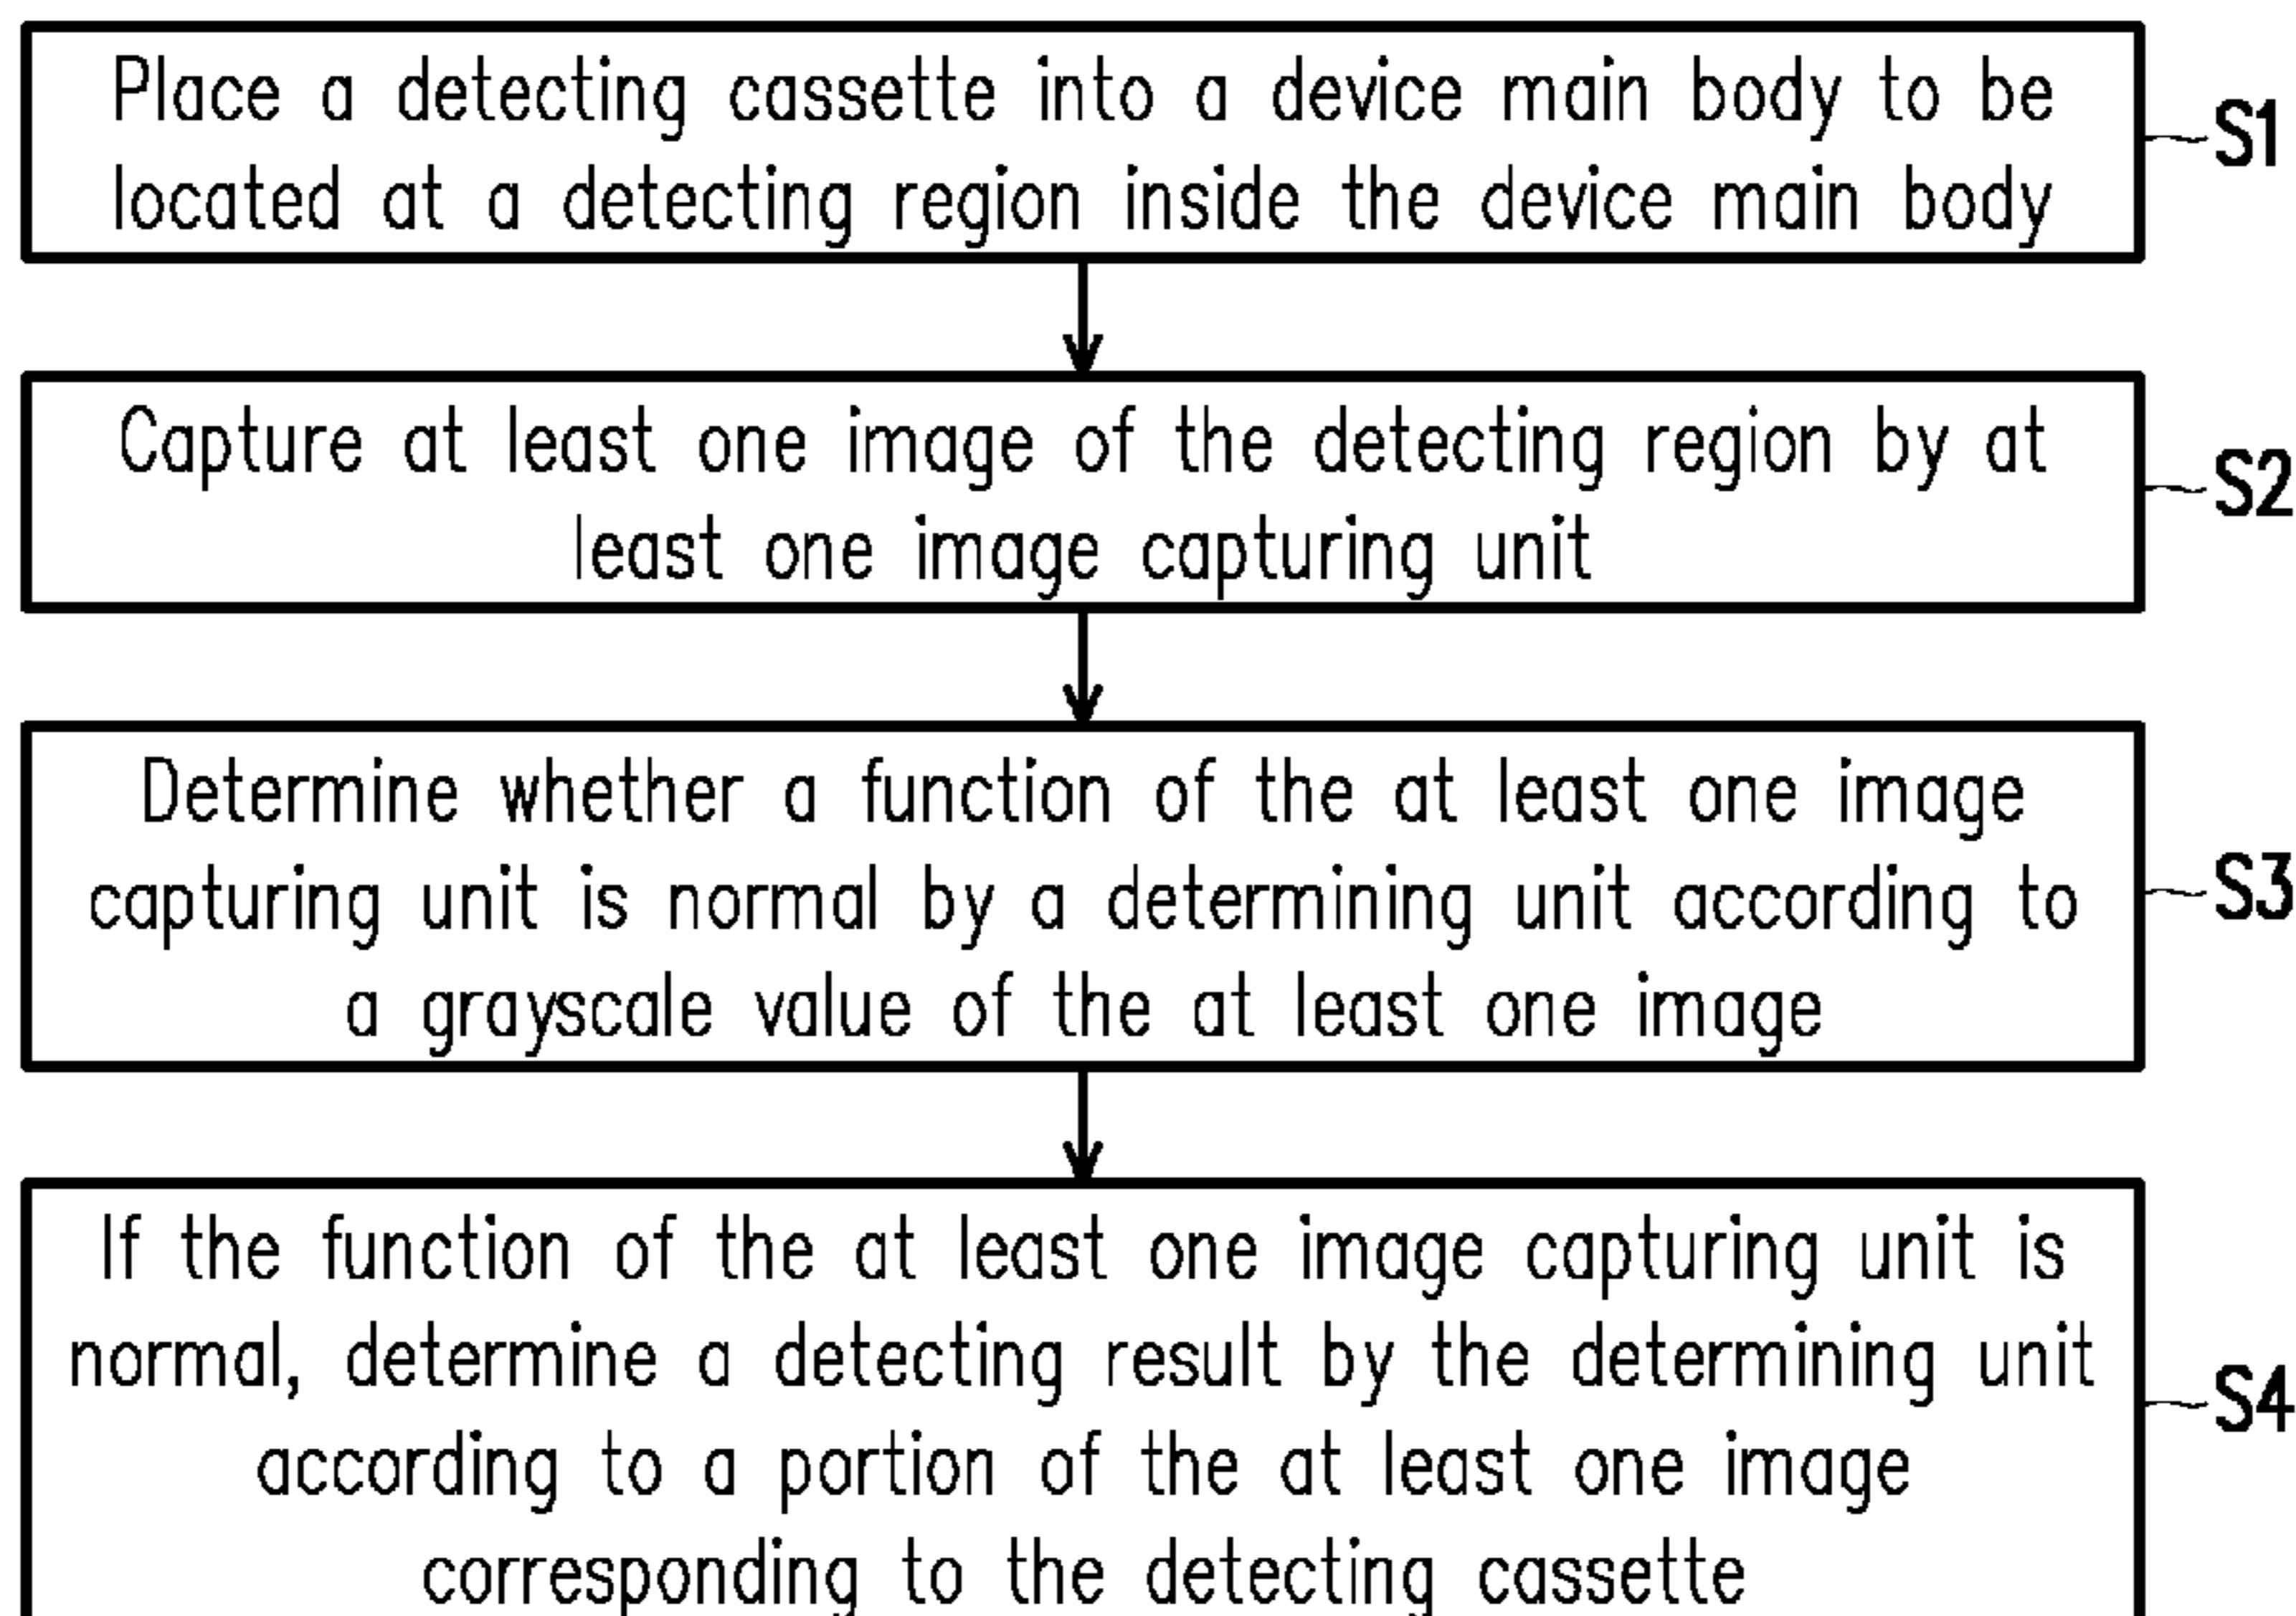 Place a detecting cassette into a device main body to be
located at a detecting region inside the device main body
S1
Capture at least one image of the detecting region by at
least one image capturing unit
S2
Determine whether a function of the at least one image
capturing unit is normal by a determining unit according to
a grayscale value of the at least one image
S3
If the function of the at least one image capturing unit is
normal, determine a detecting result by the determining unit
according to a portion of the at least one image
corresponding to the detecting cassette
S4